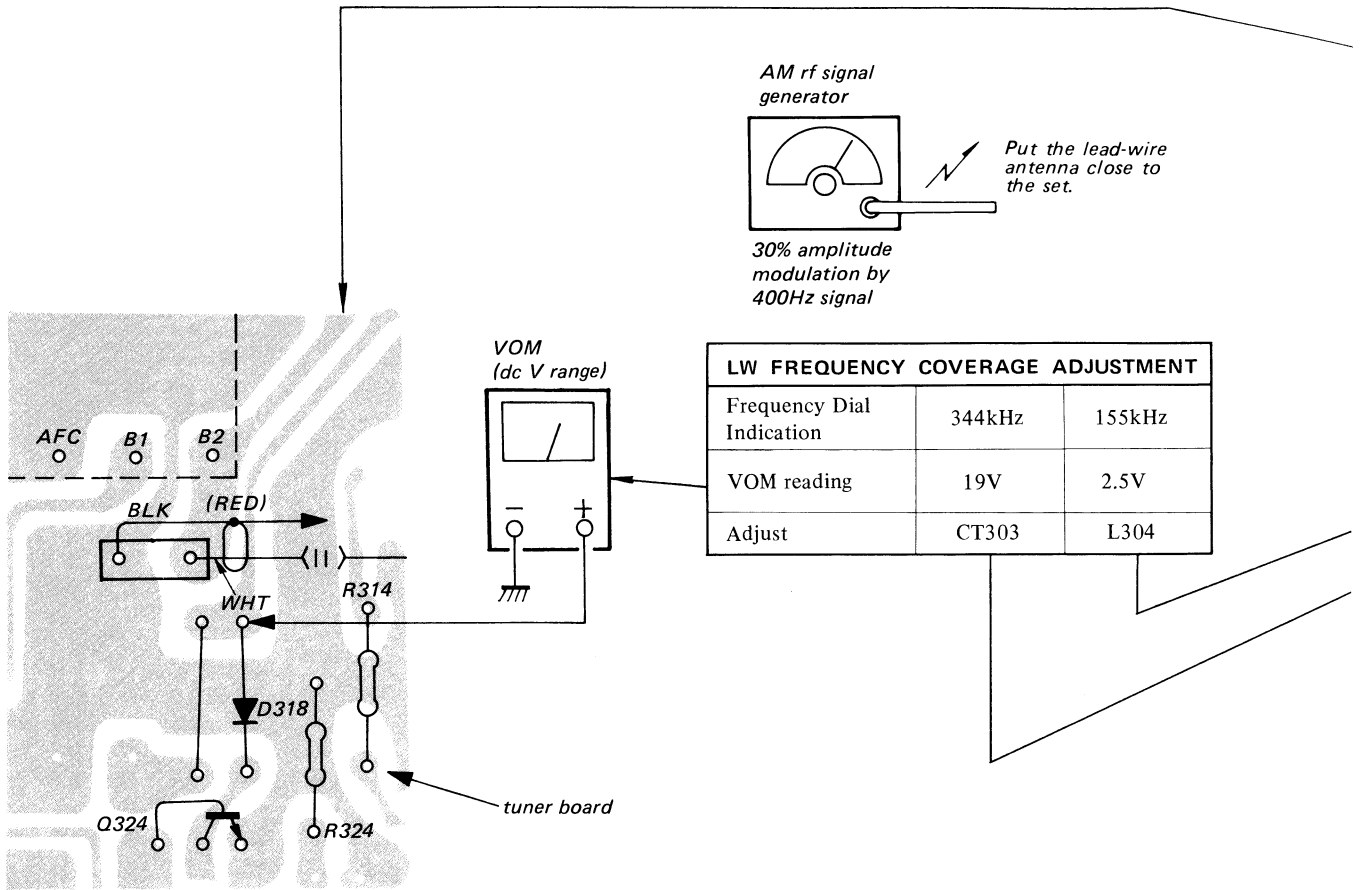 AM rf signal
generator
Put the lead-wire
antenna close to
the set.
30% amplitude
modulation by
400Hz signal
VOM
(dc V range)
− +
LW FREQUENCY COVERAGE ADJUSTMENT
Frequency Dial
Indication
344kHz
155kHz
VOM reading
19V
2.5V
Adjust
CT303
L304
AFC
B1
B2
BLK
(RED)
WHT
R314
D318
Q324
R324
tuner board